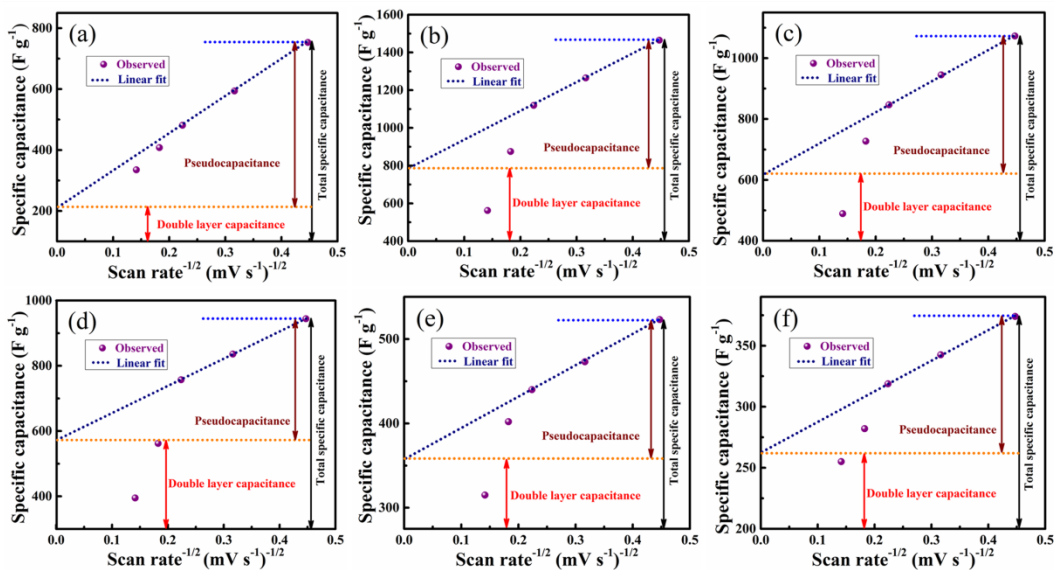 (a)
Specific capacitance (F g-1)
800
600
400
200
Observed
Linear fit
Pseudocapacitance
Double layer capacitance
Total specific capacitance
0.0 0.1 0.2 0.3 0.4 0.5
Scan rate-1/2 (mV s-1)-1/2
(b)
Specific capacitance (F g-1)
1600
1400
1200
1000
800
600
400
Observed
Linear fit
Pseudocapacitance
Double layer capacitance
Total specific capacitance
0.0 0.1 0.2 0.3 0.4 0.5
Scan rate-1/2 (mV s-1)-1/2
(c)
Specific capacitance (F g-1)
1000
800
600
400
Observed
Linear fit
Pseudocapacitance
Double layer capacitance
Total specific capacitance
0.0 0.1 0.2 0.3 0.4 0.5
Scan rate-1/2 (mV s-1)-1/2
(d)
Specific capacitance (F g-1)
1000
800
600
400
Observed
Linear fit
Pseudocapacitance
Double layer capacitance
Total specific capacitance
0.0 0.1 0.2 0.3 0.4 0.5
Scan rate-1/2 (mV s-1)-1/2
(e)
Specific capacitance (F g-1)
500
400
300
Observed
Linear fit
Pseudocapacitance
Double layer capacitance
Total specifc capacitance
0.0 0.1 0.2 0.3 0.4 0.5
Scan rate-1/2 (mV s-1)-1/2
(f)
Specific capacitance (F g-1)
350
300
250
200
Observed
Linear fit
Pseudocapacitance
Double layer capacitance
Total specific capacitance
0.0 0.1 0.2 0.3 0.4 0.5
Scan rate-1/2 (mV s-1)-1/2